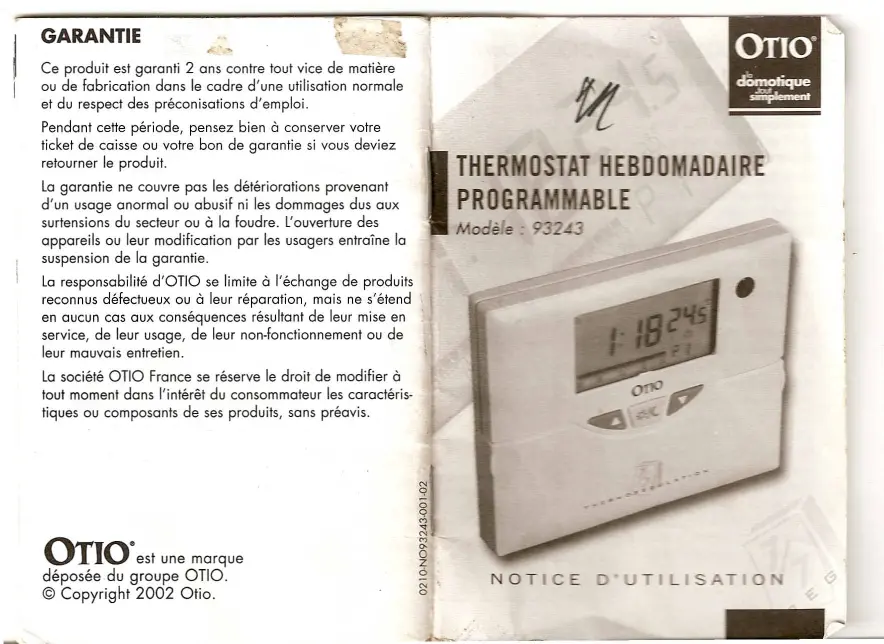 GARANTIE
Ce produit est garanti 2 ans contre tout vice de matière
ou de fabrication dans le cadre d'une utilisation normale
et du respect des préconisations d'emploi.
Pendant cette période, pensez bien à conserver votre
ticket de caisse ou votre bon de garantie si vous deviez
retourner le produit.
La garantie ne couvre pas les détériorations provenant
d'un usage anormal ou abusif ni les dommages dus aux
surtensions du secteur ou à la foudre. L'ouverture des
appareils ou leur modification par les usagers entraîne la
suspension de la garantie.
La responsabilité d'OTIO se limite à l'échange de produits
reconnus défectueux ou à leur réparation, mais ne s'étend
en aucun cas aux conséquences résultant de leur mise en
service, de leur usage, de leur non-fonctionnement ou de
leur mauvais entretien.
La société OTIO France se réserve le droit de modifier à
tout moment dans l'intérêt du consommateur les caractéris-
tiques ou composants de ses produits, sans préavis.
OTIO® est une marque
déposée du groupe OTIO.
© Copyright 2002 Otio.
0210-NO93243-001-02
OTIO®
la
domotique
tout
simplement
THERMOSTAT HEBDOMADAIRE
PROGRAMMABLE
Modèle : 93243
1:18 24.5
P 1
OTIO
THERMOREGULATION
NOTICE D'UTILISATION